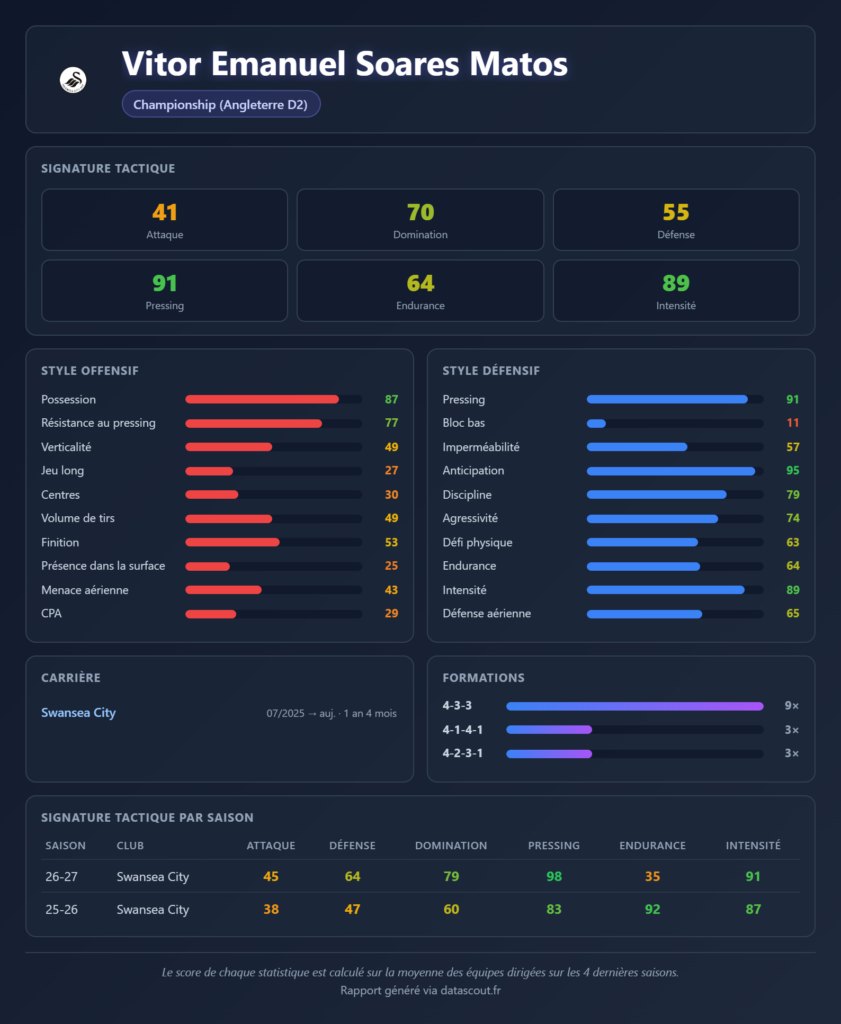 Vitor Emanuel Soares Matos
Championship (Angleterre D2)
SIGNATURE TACTIQUE
41 70 55
Attaque Domination Défense
91 64 89
Pressing Endurance Intensité
STYLE OFFENSIF
Possession 87
Résistance au pressing 77
Verticalité 49
Jeu long 27
Centres 30
Volume de tirs 49
Finition 53
Présence dans la surface 25
Menace aérienne 43
CPA 29
STYLE DÉFENSIF
Pressing 91
Bloc bas 11
Imperméabilité 57
Anticipation 95
Discipline 79
Agressivité 74
Défi physique 63
Endurance 64
Intensité 89
Défense aérienne 65
CARRIÈRE
Swansea City 07/2025 → auj. · 1 an 4 mois
FORMATIONS
4-3-3 9×
4-1-4-1 3×
4-2-3-1 3×
SIGNATURE TACTIQUE PAR SAISON
SAISON CLUB ATTAQUE DÉFENSE DOMINATION PRESSING ENDURANCE INTENSITÉ
26-27 Swansea City 45 64 79 98 35 91
25-26 Swansea City 38 47 60 83 92 87
Le score de chaque statistique est calculé sur la moyenne des équipes dirigées sur les 4 dernières saisons.
Rapport généré via datascout.fr